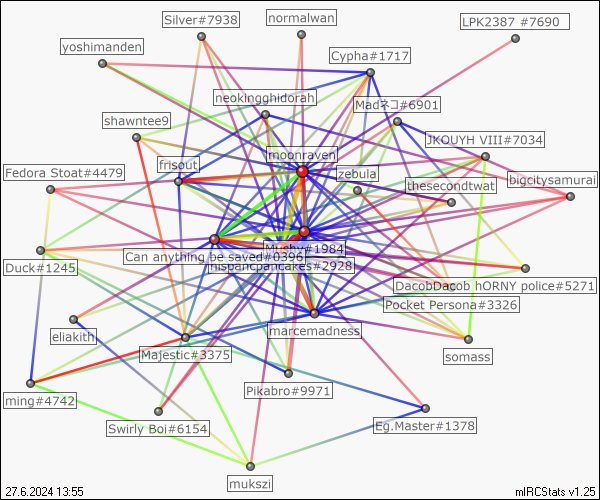 Silver#7938
normalwan
LPK2387 #7690
yoshimanden
Cypha#1717
neokingghidorah
Madネコ#6901
shawntee9
JKOUYH VIII#7034
moonraven
frisout
zebula
Fedora Stoat#4479
thesecondtwat
bigcitysamurai
Mushy#1984
Can anything be saved#0396
hispancpancakes#2928
Duck#1245
DacobDacob hORNY police#5271
Pocket Persona#3326
eliakith
marcemadness
Majestic#3375
somass
Pikabro#9971
ming#4742
Swirly Boi#6154
Eg.Master#1378
mukszi
27.6.2024 13:55
mIRCStats v1.25